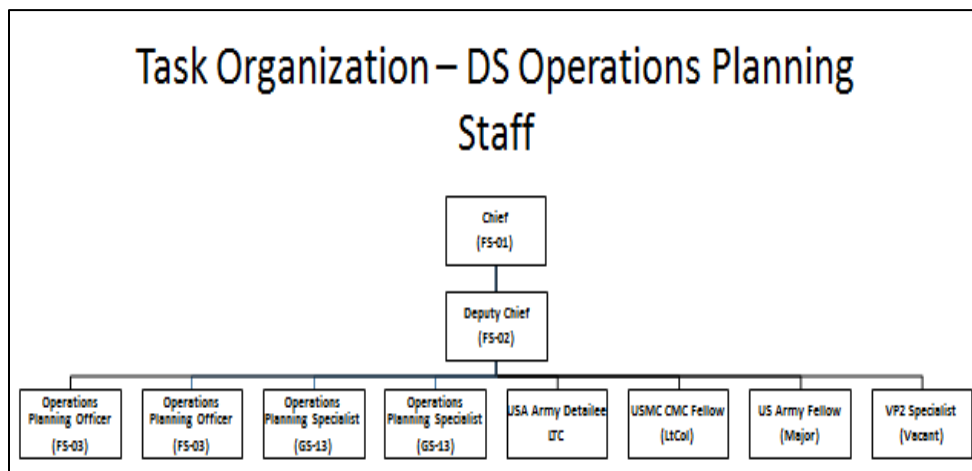 Task Organization – DS Operations Planning
Staff
Chief
(FS-01)
Deputy Chief
(FS-02)
Operations
Planning Officer
(FS-03)
Operations
Planning Officer
(FS-03)
Operations
Planning Specialist
(GS-13)
Operations
Planning Specialist
(GS-13)
USA Army Detailee
LTC
USMC CMC Fellow
(LtCol)
US Army Fellow
(Major)
VP2 Specialist
(Vacant)